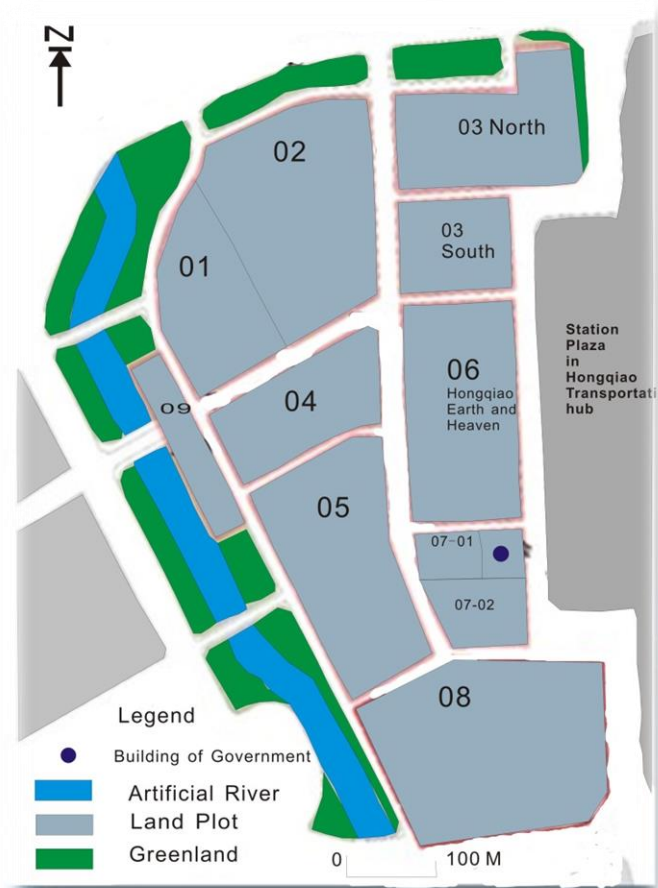 N
02
03 North
03
South
01
Station
Plaza
in
Hongqiao
Transportati
hub
06
Hongqiao
Earth and
Heaven
09
04
05
07-01
07-02
08
Legend
Building of Government
Artificial River
Land Plot
Greenland
0 100 M